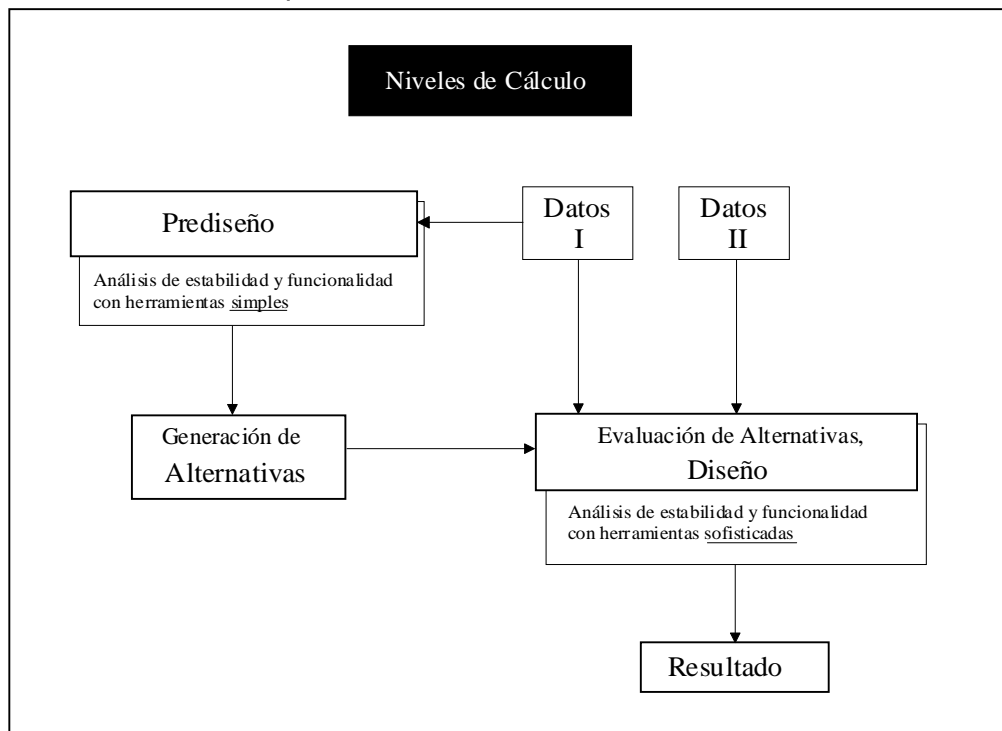 Niveles de Cálculo
Prediseño
Datos
I
Datos
II
Análisis de estabilidad y funcionalidad
con herramientas simples
Generación de
Alternativas
Evaluación de Alternativas,
Diseño
Análisis de estabilidad y funcionalidad
con herramientas sofisticadas
Resultado